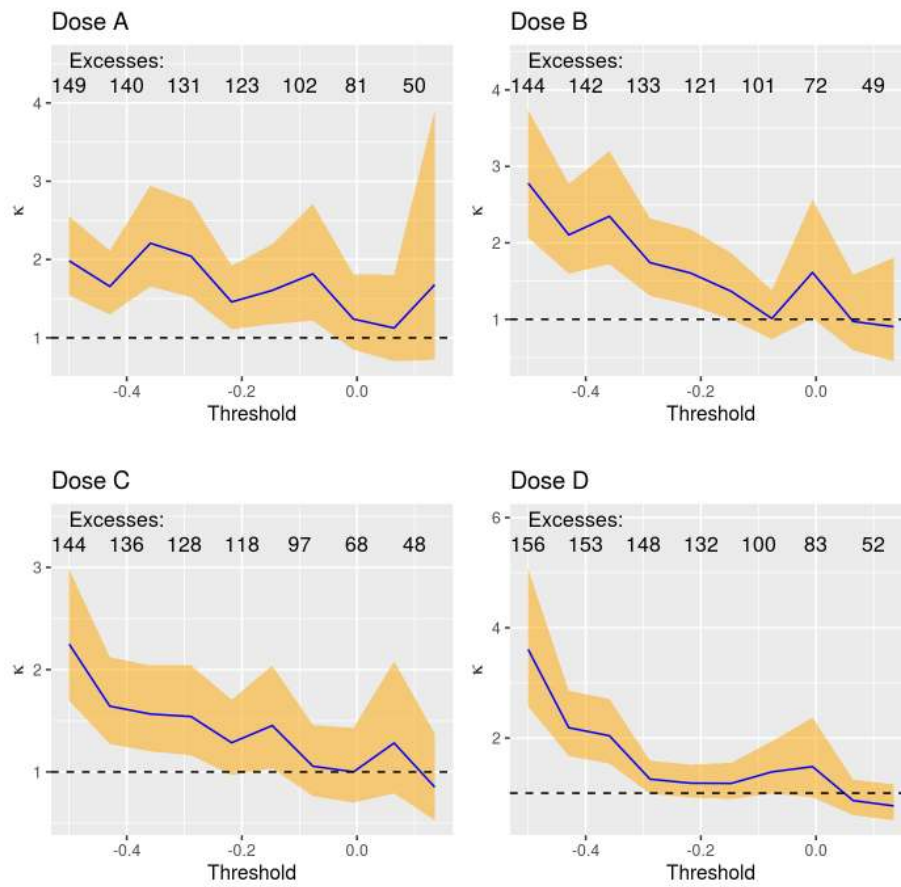 Dose A
Excesses:
149 140 131 123 102 81 50
4
3
2
1
κ
-0.4 -0.2 0.0
Threshold
Dose B
Excesses:
144 142 133 121 101 72 49
4
3
2
1
κ
-0.4 -0.2 0.0
Threshold
Dose C
Excesses:
144 136 128 118 97 68 48
3
2
1
κ
-0.4 -0.2 0.0
Threshold
Dose D
Excesses:
156 153 148 132 100 83 52
6
4
2
κ
-0.4 -0.2 0.0
Threshold